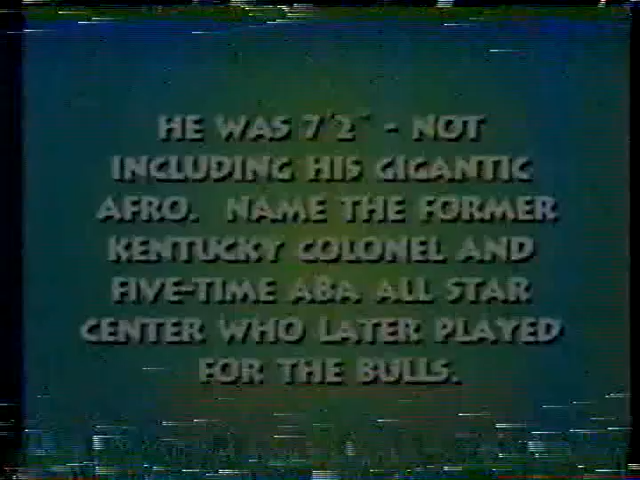 HE WAS 7'2" - NOT
INCLUDING HIS GIGANTIC
AFRO. NAME THE FORMER
KENTUCKY COLONEL AND
FIVE-TIME ABA ALL STAR
CENTER WHO LATER PLAYED
FOR THE BULLS.